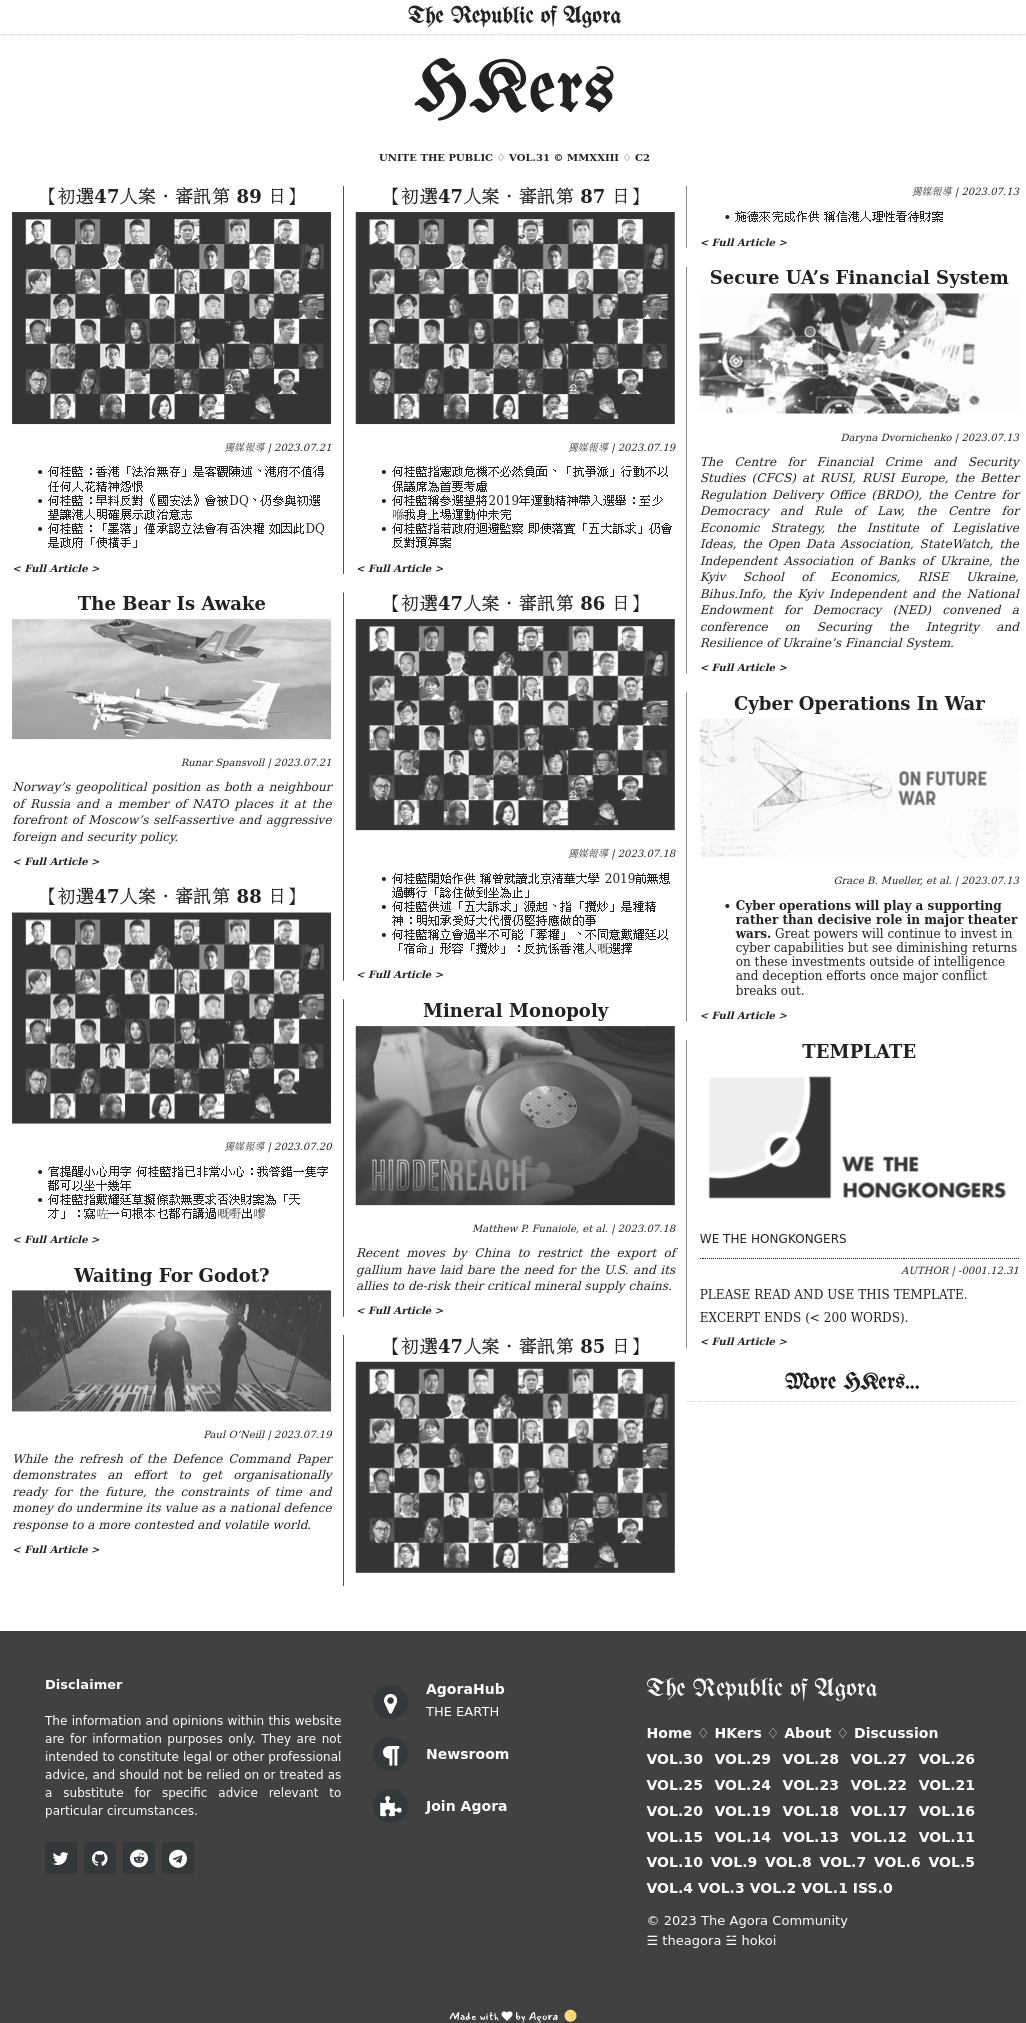 The Republic of Agora
HKers
UNITE THE PUBLIC ♢ VOL.31 © MMXXIII ♢ C2
【初選47人案・審訊第 89 日】
獨媒報導 | 2023.07.21
• 何桂藍：香港「法治無存」是客觀陳述、港府不值得
任何人花精神怨恨
• 何桂藍：早料反對《國安法》會被DQ、仍參與初選
望讓港人明確展示政治意志
• 何桂藍：「墨落」僅承認立法會有否決權 如因此DQ
是政府「使橫手」
< Full Article >
The Bear Is Awake
Runar Spansvoll | 2023.07.21
Norway’s geopolitical position as both a neighbour
of Russia and a member of NATO places it at the
forefront of Moscow’s self-assertive and aggressive
foreign and security policy.
< Full Article >
【初選47人案・審訊第 88 日】
獨媒報導 | 2023.07.20
• 官提醒小心用字 何桂藍指已非常小心：我答錯一隻字
都可以坐十幾年
• 何桂藍指戴耀廷草擬條款無要求否決財案為「天
才」：寫咗一句根本乜都冇講過嘅嘢出嚟
< Full Article >
Waiting For Godot?
Paul O’Neill | 2023.07.19
While the refresh of the Defence Command Paper
demonstrates an effort to get organisationally
ready for the future, the constraints of time and
money do undermine its value as a national defence
response to a more contested and volatile world.
< Full Article >
【初選47人案・審訊第 87 日】
獨媒報導 | 2023.07.19
• 何桂藍指憲政危機不必然負面、「抗爭派」行動不以
保議席為首要考慮
• 何桂藍稱參選望將2019年運動精神帶入選舉：至少
喺我身上場運動仲未完
• 何桂藍指若政府迴避監察 即使落實「五大訴求」仍會
反對預算案
< Full Article >
【初選47人案・審訊第 86 日】
獨媒報導 | 2023.07.18
• 何桂藍開始作供 稱曾就讀北京清華大學 2019前無想
過轉行「諗住做到坐為止」
• 何桂藍供述「五大訴求」源起、指「攬炒」是種精
神：明知承受好大代價仍堅持應做的事
• 何桂藍稱立會過半不可能「奪權」、不同意戴耀廷以
「宿命」形容「攬炒」：反抗係香港人嘅選擇
< Full Article >
Mineral Monopoly
HIDDENREACH
Matthew P. Funaiole, et al. | 2023.07.18
Recent moves by China to restrict the export of
gallium have laid bare the need for the U.S. and its
allies to de-risk their critical mineral supply chains.
< Full Article >
【初選47人案・審訊第 85 日】
獨媒報導 | 2023.07.13
• 施德來完成作供 稱信港人理性看待財案
< Full Article >
Secure UA’s Financial System
Daryna Dvornichenko | 2023.07.13
The Centre for Financial Crime and Security
Studies (CFCS) at RUSI, RUSI Europe, the Better
Regulation Delivery Office (BRDO), the Centre for
Democracy and Rule of Law, the Centre for
Economic Strategy, the Institute of Legislative
Ideas, the Open Data Association, StateWatch, the
Independent Association of Banks of Ukraine, the
Kyiv School of Economics, RISE Ukraine,
Bihus.Info, the Kyiv Independent and the National
Endowment for Democracy (NED) convened a
conference on Securing the Integrity and
Resilience of Ukraine’s Financial System.
< Full Article >
Cyber Operations In War
ON FUTURE
WAR
Grace B. Mueller, et al. | 2023.07.13
• Cyber operations will play a supporting
rather than decisive role in major theater
wars. Great powers will continue to invest in
cyber capabilities but see diminishing returns
on these investments outside of intelligence
and deception efforts once major conflict
breaks out.
< Full Article >
TEMPLATE
WE THE
HONGKONGERS
WE THE HONGKONGERS
AUTHOR | -0001.12.31
PLEASE READ AND USE THIS TEMPLATE.
EXCERPT ENDS (< 200 WORDS).
< Full Article >
More HKers...
Disclaimer
The information and opinions within this website
are for information purposes only. They are not
intended to constitute legal or other professional
advice, and should not be relied on or treated as
a substitute for specific advice relevant to
particular circumstances.
AgoraHub
THE EARTH
Newsroom
Join Agora
The Republic of Agora
Home ♢ HKers ♢ About ♢ Discussion
VOL.30 VOL.29 VOL.28 VOL.27 VOL.26
VOL.25 VOL.24 VOL.23 VOL.22 VOL.21
VOL.20 VOL.19 VOL.18 VOL.17 VOL.16
VOL.15 VOL.14 VOL.13 VOL.12 VOL.11
VOL.10 VOL.9 VOL.8 VOL.7 VOL.6 VOL.5
VOL.4 VOL.3 VOL.2 VOL.1 ISS.0
© 2023 The Agora Community
☰ theagora ☱ hokoi
Made with ♥ by Agora